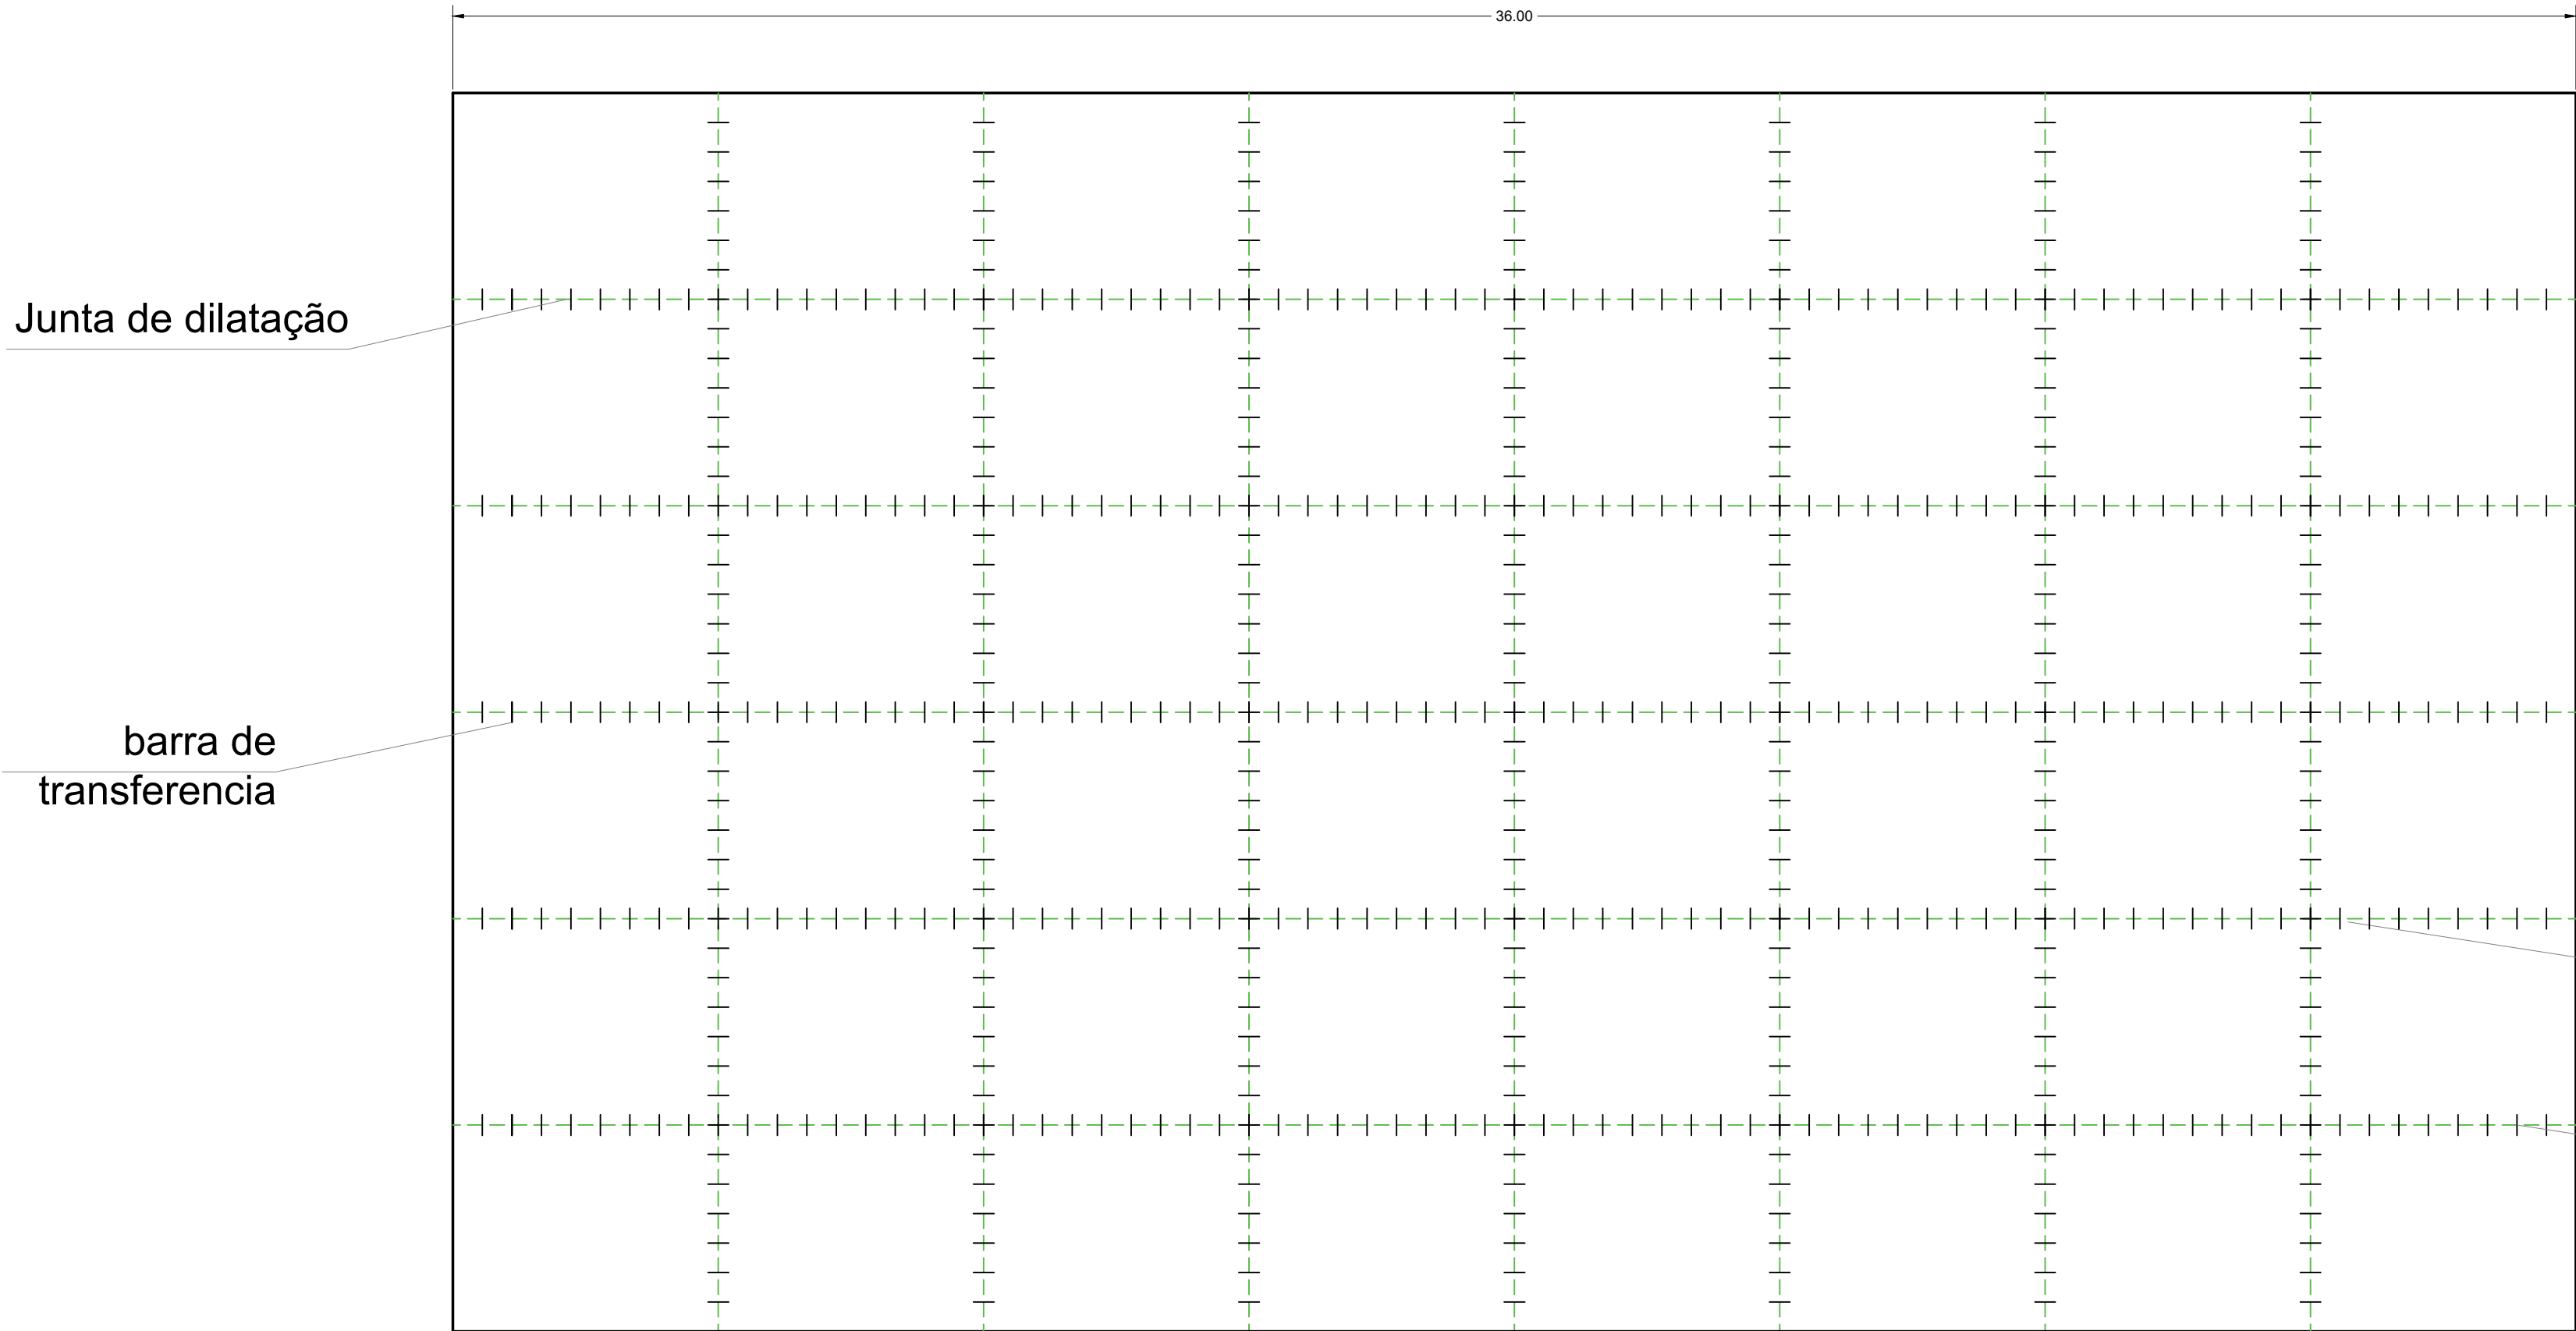 36.00
Junta de dilatação
barra de
transferencia